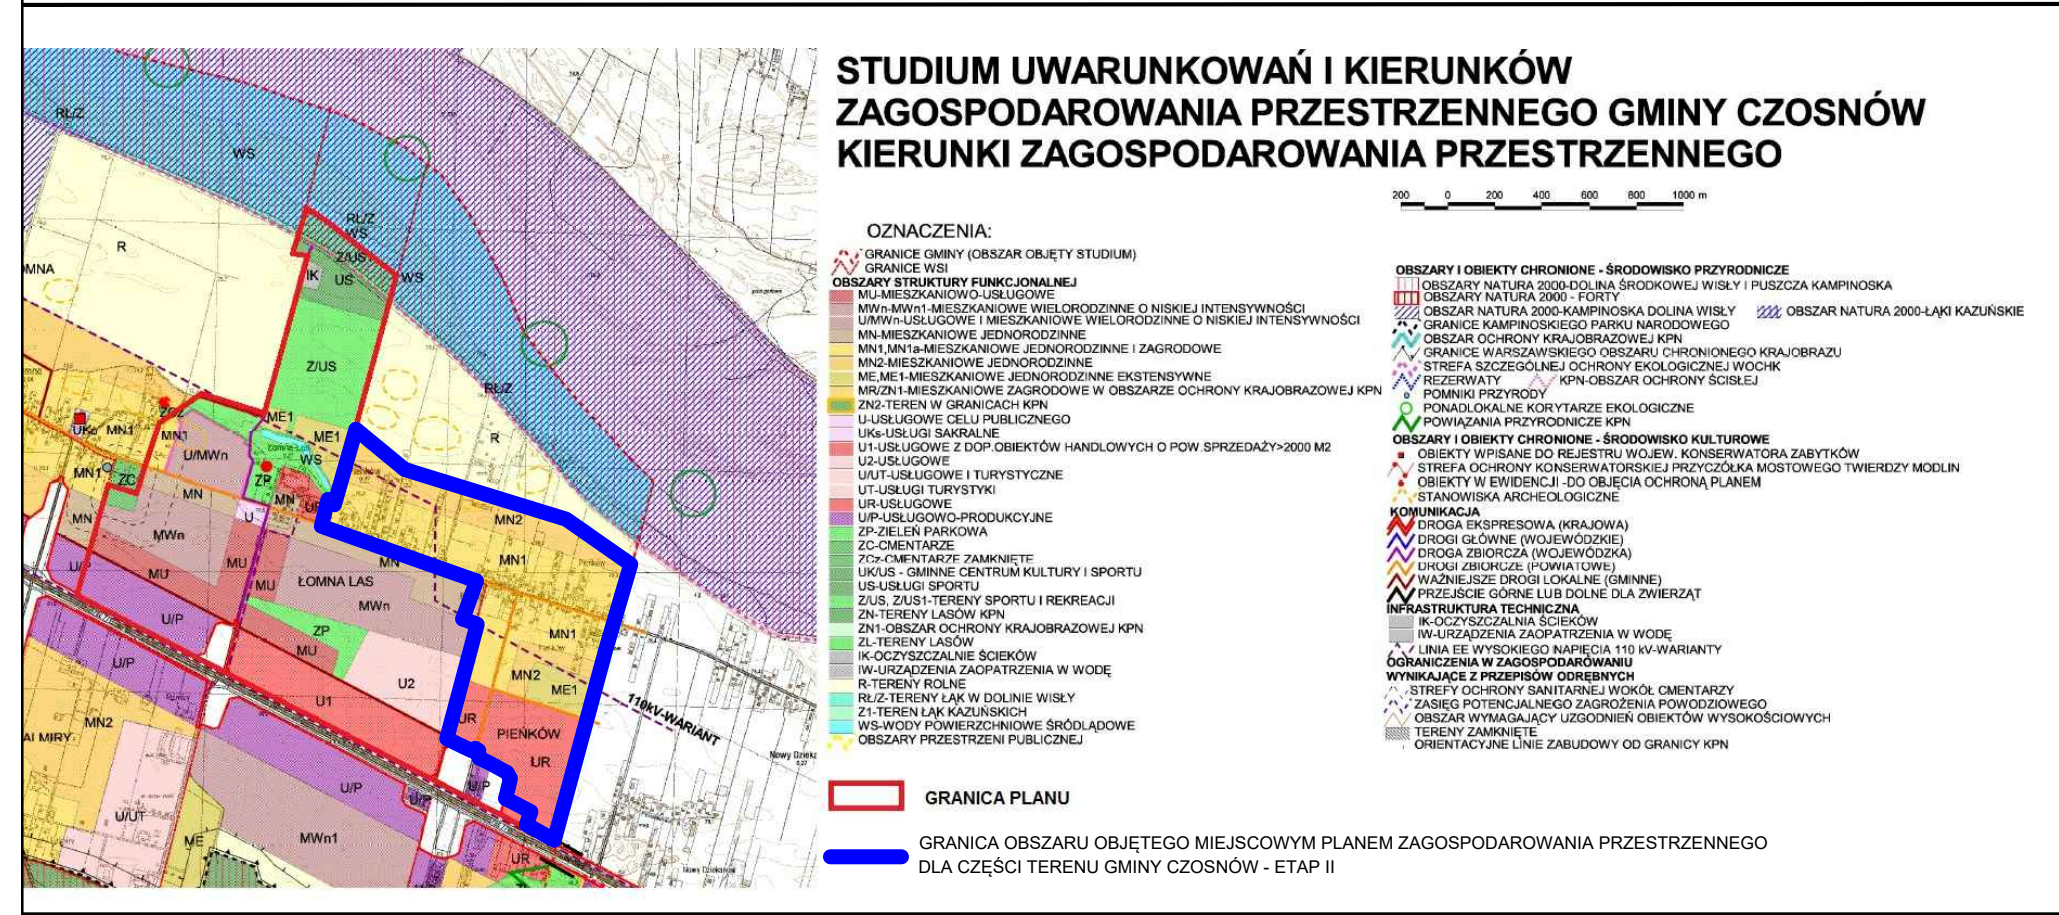 STUDIUM UWARUNKOWAŃ I KIERUNKÓW
ZAGOSPODAROWANIA PRZESTRZENNEGO GMINY CZOSNÓW
KIERUNKI ZAGOSPODAROWANIA PRZESTRZENNEGO
200 0 200 400 600 800 1000 m
OZNACZENIA:
GRANICE GMINY (OBSZAR OBJĘTY STUDIUM)
GRANICE WSI
OBSZARY STRUKTURY FUNKCJONALNEJ
MU-MIESZKANIOWO-USŁUGOWE
MWn-MWn1-MIESZKANIOWE WIELORODZINNE O NISKIEJ INTENSYWNOŚCI
U/MWn-USŁUGOWE I MIESZKANIOWE WIELORODZINNE O NISKIEJ INTENSYWNOŚCI
MN-MIESZKANIOWE JEDNORODZINNE
MN1,MN1a-MIESZKANIOWE JEDNORODZINNE I ZAGRODOWE
MN2-MIESZKANIOWE JEDNORODZINNE
ME,ME1-MIESZKANIOWE JEDNORODZINNE EKSTENSYWNE
MR/ZN1-MIESZKANIOWE ZAGRODOWE W OBSZARZE OCHRONY KRAJOBRAZOWEJ KPN
ZN2-TEREN W GRANICACH KPN
U-USŁUGOWE CELU PUBLICZNEGO
UKs-USŁUGI SAKRALNE
U1-USŁUGOWE Z DOP.OBIEKTÓW HANDLOWYCH O POW.SPRZEDAŻY>2000 M2
U2-USŁUGOWE
U/UT-USŁUGOWE I TURYSTYCZNE
UT-USŁUGI TURYSTYKI
UR-USŁUGOWE
U/P-USŁUGOWO-PRODUKCYJNE
ZP-ZIELEŃ PARKOWA
ZC-CMENTARZE
ZCz-CMENTARZE ZAMKNIĘTE
UK/US - GMINNE CENTRUM KULTURY I SPORTU
US-USŁUGI SPORTU
Z/US, Z/US1-TERENY SPORTU I REKREACJI
ZN-TERENY LASÓW KPN
ZN1-OBSZAR OCHRONY KRAJOBRAZOWEJ KPN
ZL-TERENY LASÓW
IK-OCZYSZCZALNIE ŚCIEKÓW
IW-URZĄDZENIA ZAOPATRZENIA W WODĘ
R-TERENY ROLNE
RŁ/Z-TERENY ŁĄK W DOLINIE WISŁY
Z1-TEREN ŁĄK KAZUŃSKICH
WS-WODY POWIERZCHNIOWE ŚRÓDLĄDOWE
OBSZARY PRZESTRZENI PUBLICZNEJ
OBSZARY I OBIEKTY CHRONIONE - ŚRODOWISKO PRZYRODNICZE
OBSZARY NATURA 2000-DOLINA ŚRODKOWEJ WISŁY I PUSZCZA KAMPINOSKA
OBSZARY NATURA 2000 - FORTY
OBSZAR NATURA 2000-KAMPINOSKA DOLINA WISŁY OBSZAR NATURA 2000-ŁĄKI KAZUŃSKIE
GRANICE KAMPINOSKIEGO PARKU NARODOWEGO
OBSZAR OCHRONY KRAJOBRAZOWEJ KPN
GRANICE WARSZAWSKIEGO OBSZARU CHRONIONEGO KRAJOBRAZU
STREFA SZCZEGÓLNEJ OCHRONY EKOLOGICZNEJ WOCHK
REZERWATY KPN-OBSZAR OCHRONY ŚCISŁEJ
POMNIKI PRZYRODY
PONADLOKALNE KORYTARZE EKOLOGICZNE
POWIĄZANIA PRZYRODNICZE KPN
OBSZARY I OBIEKTY CHRONIONE - ŚRODOWISKO KULTUROWE
OBIEKTY WPISANE DO REJESTRU WOJEW. KONSERWATORA ZABYTKÓW
STREFA OCHRONY KONSERWATORSKIEJ PRZYCZÓŁKA MOSTOWEGO TWIERDZY MODLIN
OBIEKTY W EWIDENCJI -DO OBJĘCIA OCHRONĄ PLANEM
STANOWISKA ARCHEOLOGICZNE
KOMUNIKACJA
DROGA EKSPRESOWA (KRAJOWA)
DROGI GŁÓWNE (WOJEWÓDZKIE)
DROGA ZBIORCZA (WOJEWÓDZKA)
DROGI ZBIORCZE (POWIATOWE)
WAŻNIEJSZE DROGI LOKALNE (GMINNE)
PRZEJŚCIE GÓRNE LUB DOLNE DLA ZWIERZĄT
INFRASTRUKTURA TECHNICZNA
IK-OCZYSZCZALNIA ŚCIEKÓW
IW-URZĄDZENIA ZAOPATRZENIA W WODĘ
LINIA EE WYSOKIEGO NAPIĘCIA 110 kV-WARIANTY
OGRANICZENIA W ZAGOSPODAROWANIU
WYNIKAJĄCE Z PRZEPISÓW ODRĘBNYCH
STREFY OCHRONY SANITARNEJ WOKÓŁ CMENTARZY
ZASIĘG POTENCJALNEGO ZAGROŻENIA POWODZIOWEGO
OBSZAR WYMAGAJĄCY UZGODNIEŃ OBIEKTÓW WYSOKOŚCIOWYCH
TERENY ZAMKNIĘTE
ORIENTACYJNE LINIE ZABUDOWY OD GRANICY KPN
GRANICA PLANU
GRANICA OBSZARU OBJĘTEGO MIEJSCOWYM PLANEM ZAGOSPODAROWANIA PRZESTRZENNEGO
DLA CZĘŚCI TERENU GMINY CZOSNÓW - ETAP II
RŁ/Z
WS
RŁ/Z
WS
R
Z/US
WS
IK
US
Z/US
RŁ/Z
ME1
ME1
R
MN1
MN1
U/MWn
WS
MN1
ZC
ZP
MN
MN
MN
U
MN2
MWn
MN1
MU
MU
MU
MN
ŁOMNA LAS
MWn
U/P
U/P
ZP
MU
MN1
U/P
U2
MN2
ME1
U1
UR
110kV-WARIANT
MN2
PIEŃKÓW
UR
U/P
U/P
U/P
U/UT
ME
MWn1
UR